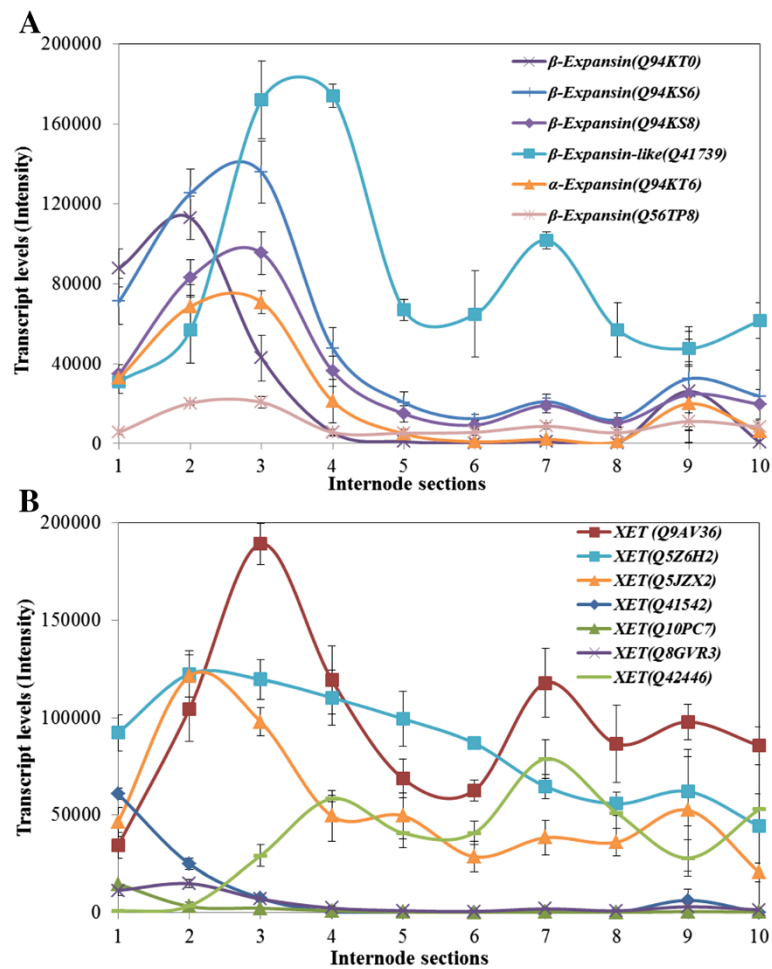 A
200000
160000
120000
80000
40000
0
Transcript levels (Intensity)
β-Expansin(Q94KT0)
β-Expansin(Q94KS6)
β-Expansin(Q94KS8)
β-Expansin-like(Q41739)
α-Expansin(Q94KT6)
β-Expansin(Q56TP8)
1 2 3 4 5 6 7 8 9 10
Internode sections
B
200000
150000
100000
50000
0
Transcript levels (Intensity)
XET (Q9AV36)
XET(Q5Z6H2)
XET(Q5JZX2)
XET(Q41542)
XET(Q10PC7)
XET(Q8GVR3)
XET(Q42446)
1 2 3 4 5 6 7 8 9 10
Internode sections